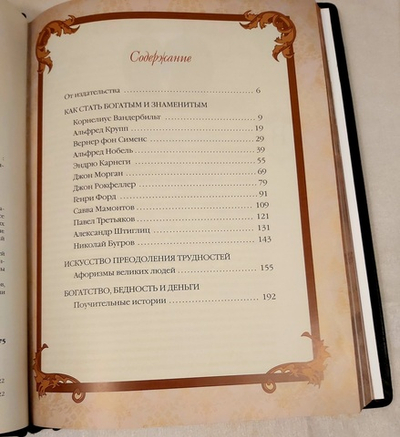 Содержание
От издательства 6
КАК СТАТЬ БОГАТЫМ И ЗНАМЕНИТЫМ
Корнелиус Вандербильт 9
Альфред Крупп 19
Вернер фон Сименс 29
Альфред Нобель 39
Эндрю Карнеги 55
Джон Морган 69
Джон Рокфеллер 79
Генри Форд 91
Савва Мамонтов 109
Павел Третьяков 121
Александр Штиглиц 131
Николай Бугров 143
ИСКУССТВО ПРЕОДОЛЕНИЯ ТРУДНОСТЕЙ
Афоризмы великих людей 155
БОГАТСТВО, БЕДНОСТЬ И ДЕНЬГИ
Поучительные истории 192